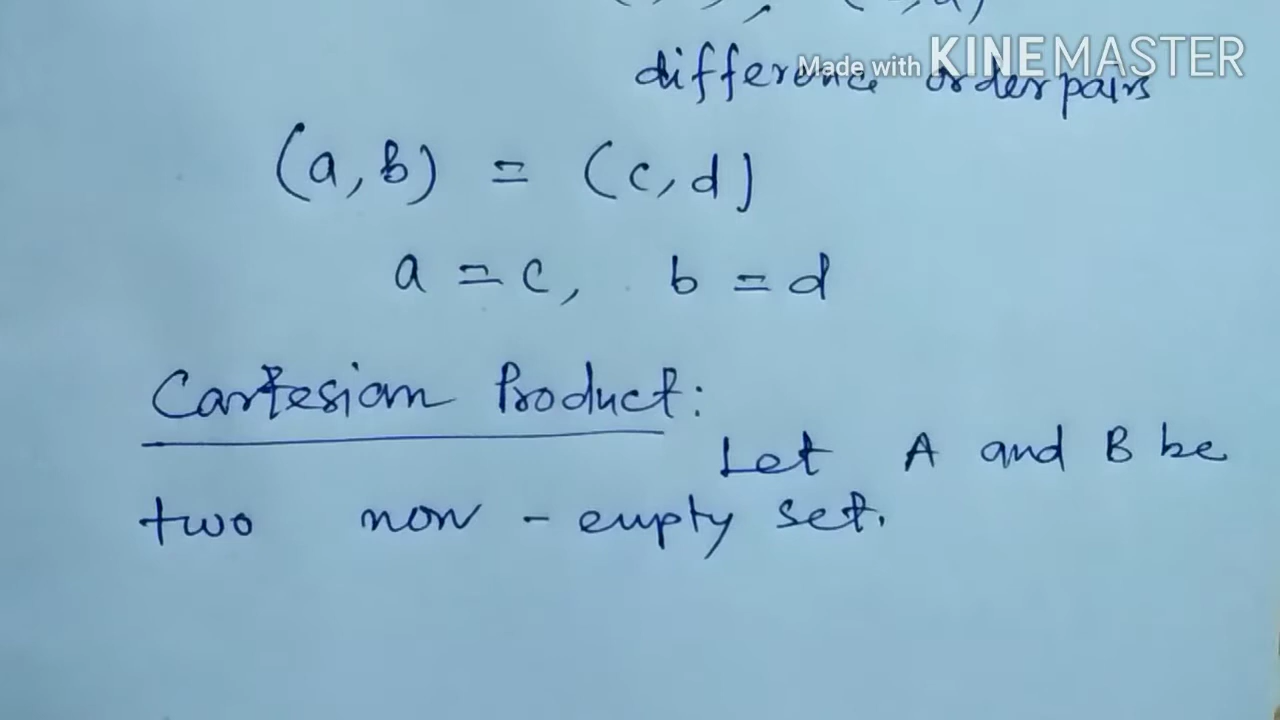 Made with KINEMASTER
difference order pairs
(a, b) = (c, d)
a = c, b = d
Cartesian Product:
Let A and B be
two non - empty set.